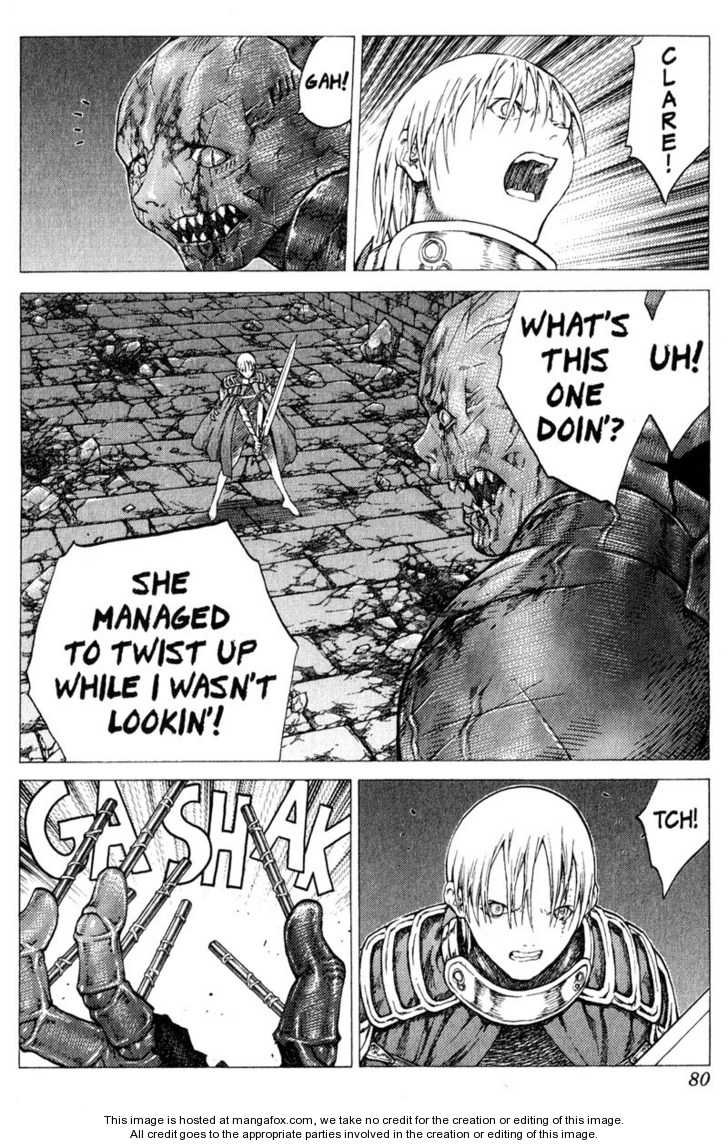 C
L
A
R
E
!
GAH!
UH!
WHAT'S
THIS
ONE
DOIN'?
SHE
MANAGED
TO TWIST UP
WHILE I WASN'T
LOOKIN'!
TCH!
GASHAK
80
This image is hosted at mangafox.com, we take no credit for the creation or editing of this image.
All credit goes to the appropriate parties involved in the creation or editing of this image.